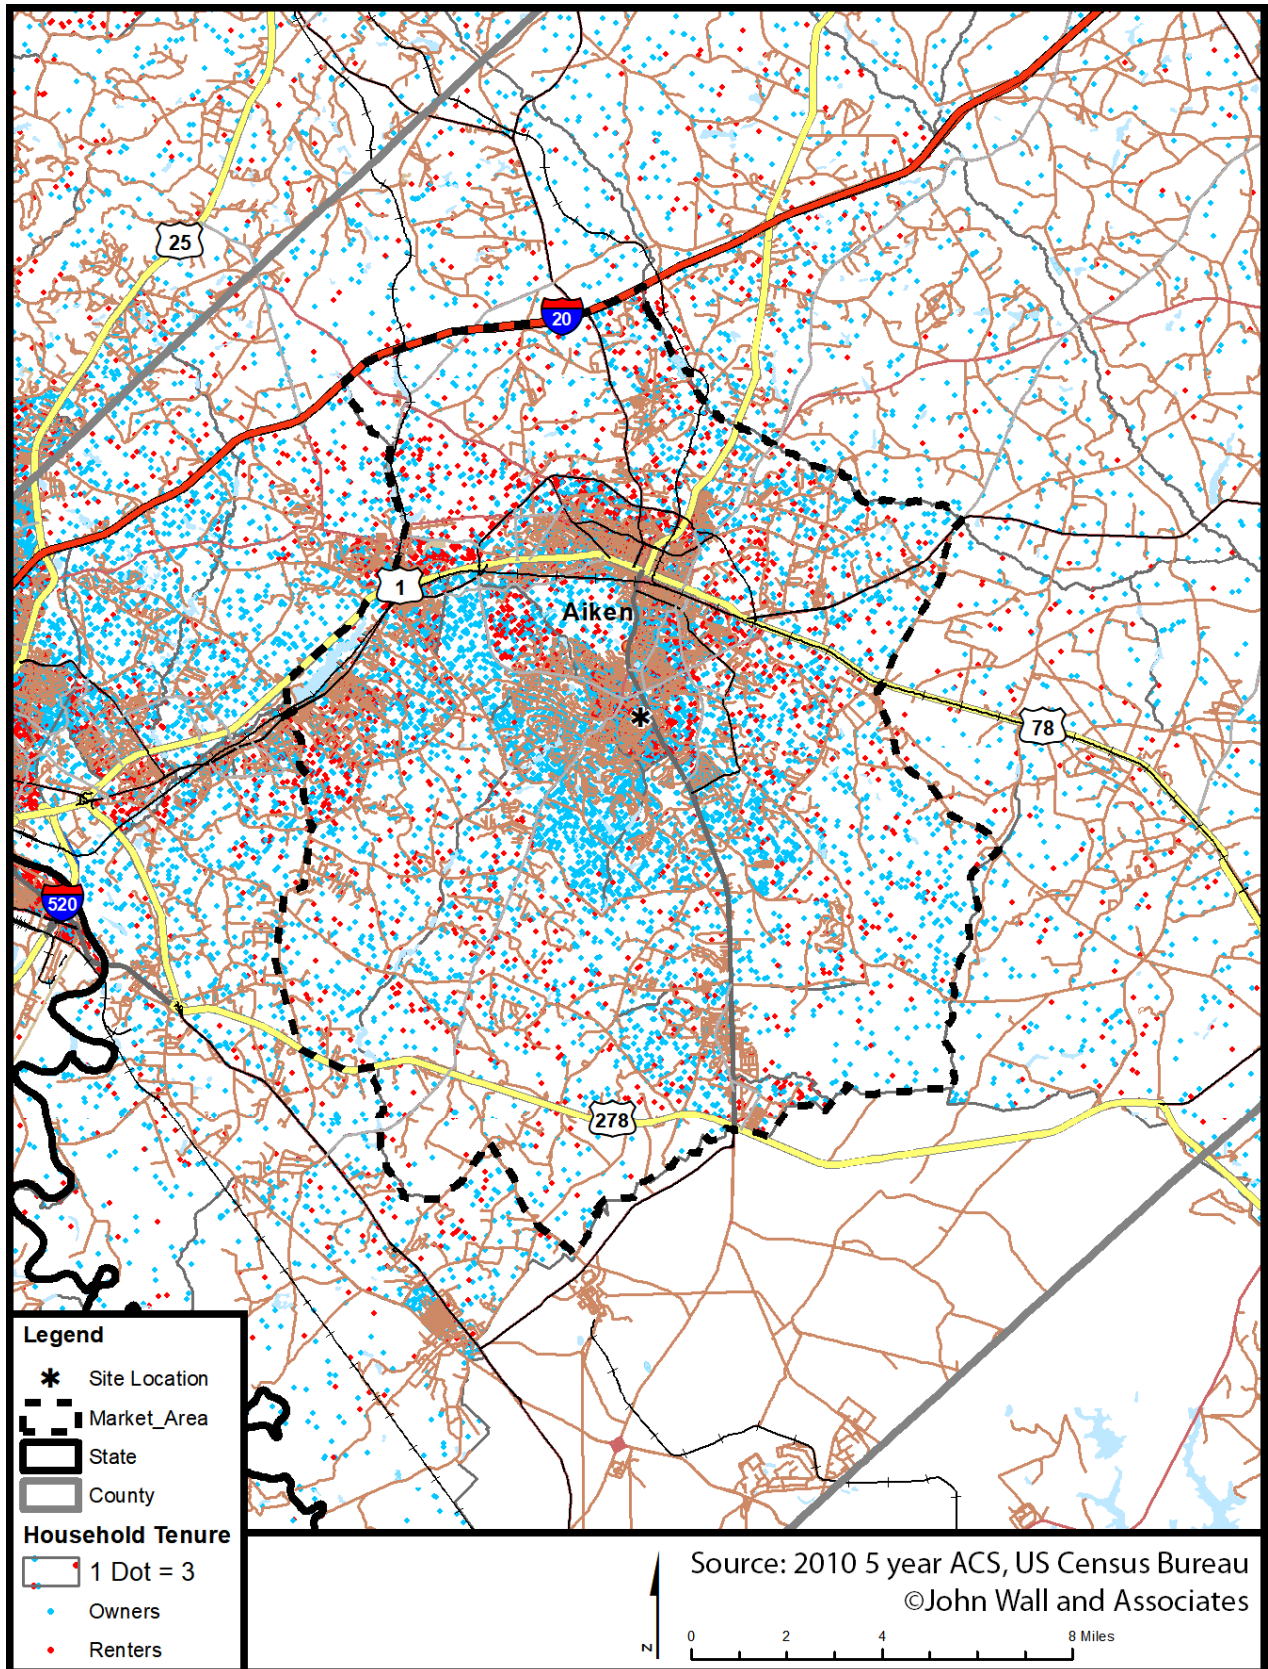 25
20
1
Aiken
78
520
278
Legend
Site Location
Market_Area
State
County
Household Tenure
1 Dot = 3
Owners
Renters
Source: 2010 5 year ACS, US Census Bureau
©John Wall and Associates
N
0 2 4 8 Miles